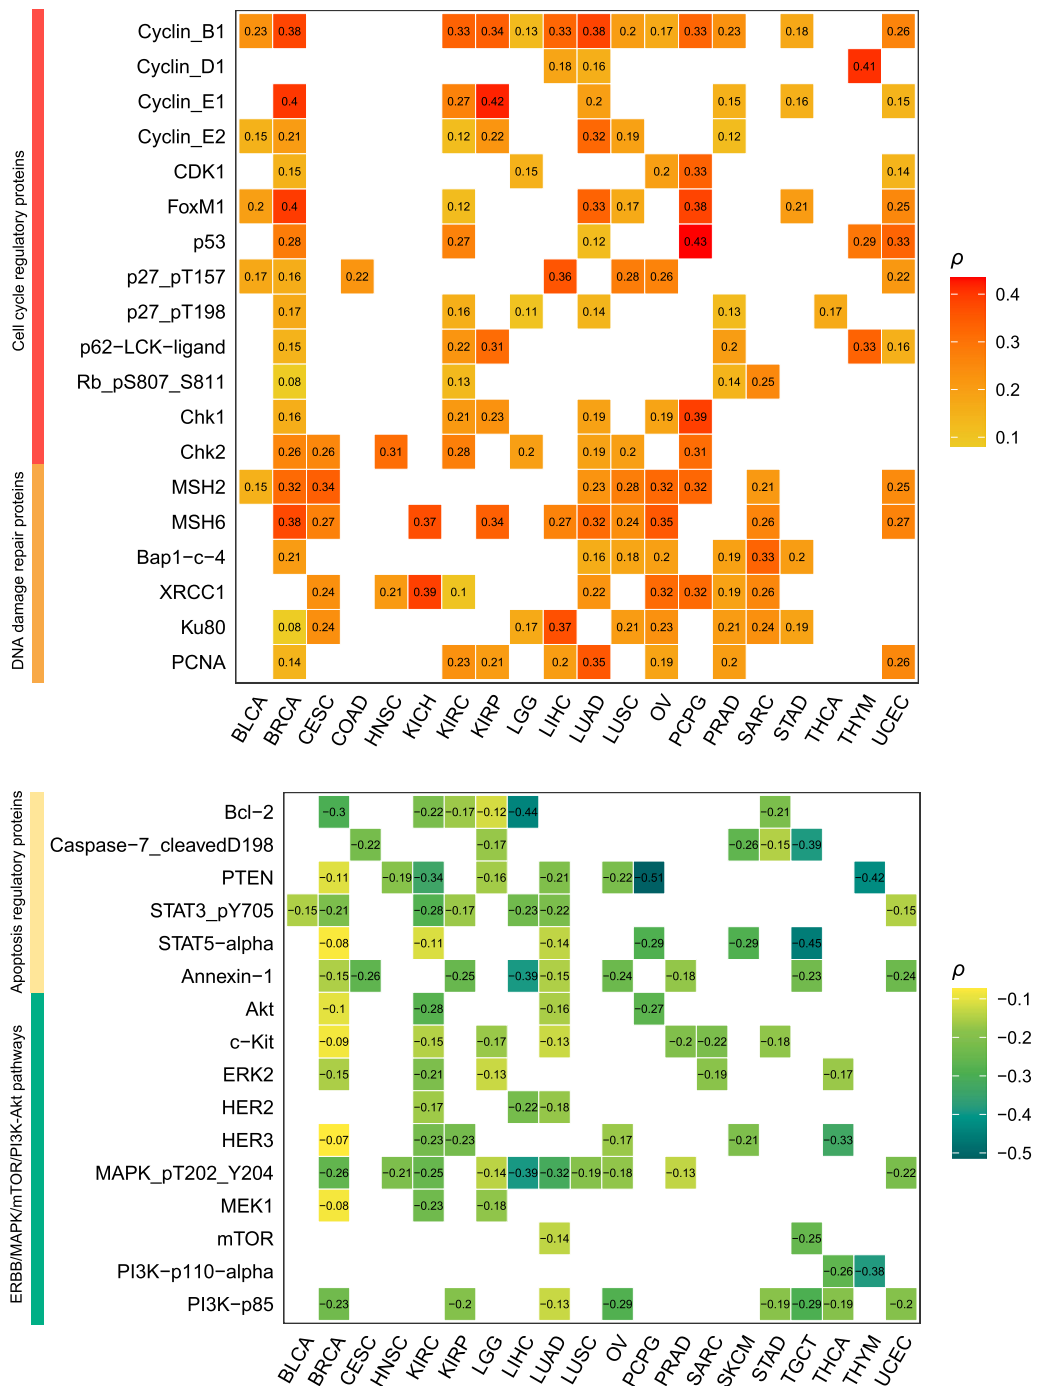 Cell cycle regulatory proteins
DNA damage repair proteins
Cyclin_B1 0.23 0.38 0.33 0.34 0.13 0.33 0.38 0.2 0.17 0.33 0.23 0.18 0.26
Cyclin_D1 0.18 0.16 0.41
Cyclin_E1 0.4 0.27 0.42 0.2 0.15 0.16 0.15
Cyclin_E2 0.15 0.21 0.12 0.22 0.32 0.19 0.12
CDK1 0.15 0.15 0.2 0.33 0.14
FoxM1 0.2 0.4 0.12 0.33 0.17 0.38 0.21 0.25
p53 0.28 0.27 0.12 0.43 0.29 0.33
p27_pT157 0.17 0.16 0.22 0.36 0.28 0.26 0.22
p27_pT198 0.17 0.16 0.11 0.14 0.13 0.17
p62−LCK−ligand 0.15 0.22 0.31 0.2 0.33 0.16
Rb_pS807_S811 0.08 0.13 0.14 0.25
Chk1 0.16 0.21 0.23 0.19 0.19 0.39
Chk2 0.26 0.26 0.31 0.28 0.2 0.19 0.2 0.31
MSH2 0.15 0.32 0.34 0.23 0.28 0.32 0.32 0.21 0.25
MSH6 0.38 0.27 0.37 0.34 0.27 0.32 0.24 0.35 0.26 0.27
Bap1−c−4 0.21 0.16 0.18 0.2 0.19 0.33 0.2
XRCC1 0.24 0.21 0.39 0.1 0.22 0.32 0.32 0.19 0.26
Ku80 0.08 0.24 0.17 0.37 0.21 0.23 0.21 0.24 0.19
PCNA 0.14 0.23 0.21 0.2 0.35 0.19 0.2 0.26
BLCA BRCA CESC COAD HNSC KICH KIRC KIRP LGG LIHC LUAD LUSC OV PCPG PRAD SARC STAD THCA THYM UCEC
ρ
0.4
0.3
0.2
0.1
Apoptosis regulatory proteins
ERBB/MAPK/mTOR/PI3K-Akt pathways
Bcl−2 −0.3 −0.22 −0.17 −0.12 −0.44 −0.21
Caspase−7_cleavedD198 −0.22 −0.17 −0.26 −0.15 −0.39
PTEN −0.11 −0.19 −0.34 −0.16 −0.21 −0.22 −0.51 −0.42
STAT3_pY705 −0.15 −0.21 −0.28 −0.17 −0.23 −0.22 −0.15
STAT5−alpha −0.08 −0.11 −0.14 −0.29 −0.29 −0.45
Annexin−1 −0.15 −0.26 −0.25 −0.39 −0.15 −0.24 −0.18 −0.23 −0.24
Akt −0.1 −0.28 −0.16 −0.27
c−Kit −0.09 −0.15 −0.17 −0.13 −0.2 −0.22 −0.18
ERK2 −0.15 −0.21 −0.13 −0.19 −0.17
HER2 −0.17 −0.22 −0.18
HER3 −0.07 −0.23 −0.23 −0.17 −0.21 −0.33
MAPK_pT202_Y204 −0.26 −0.21 −0.25 −0.14 −0.39 −0.32 −0.19 −0.18 −0.13 −0.22
MEK1 −0.08 −0.23 −0.18
mTOR −0.14 −0.25
PI3K−p110−alpha −0.26 −0.38
PI3K−p85 −0.23 −0.2 −0.13 −0.29 −0.19 −0.29 −0.19 −0.2
BLCA BRCA CESC HNSC KIRC KIRP LGG LIHC LUAD LUSC OV PCPG PRAD SARC SKCM STAD TGCT THCA THYM UCEC
ρ
−0.1
−0.2
−0.3
−0.4
−0.5